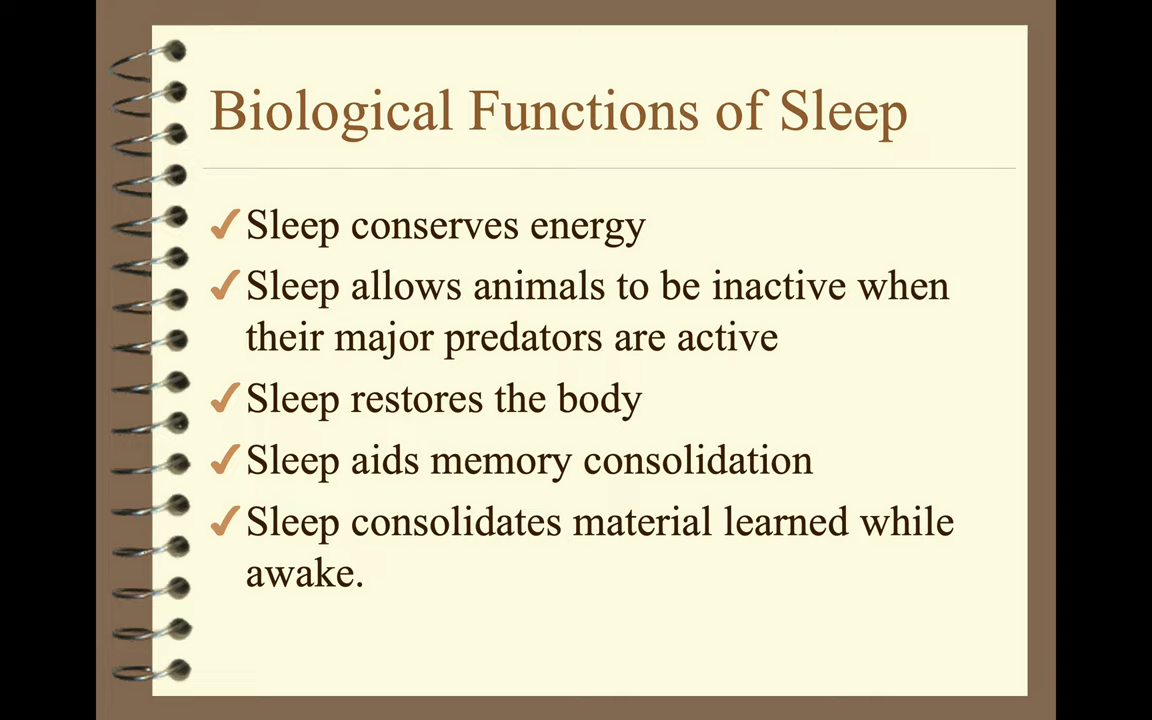 Biological Functions of Sleep
✓Sleep conserves energy
✓Sleep allows animals to be inactive when
their major predators are active
✓Sleep restores the body
✓Sleep aids memory consolidation
✓Sleep consolidates material learned while
awake.